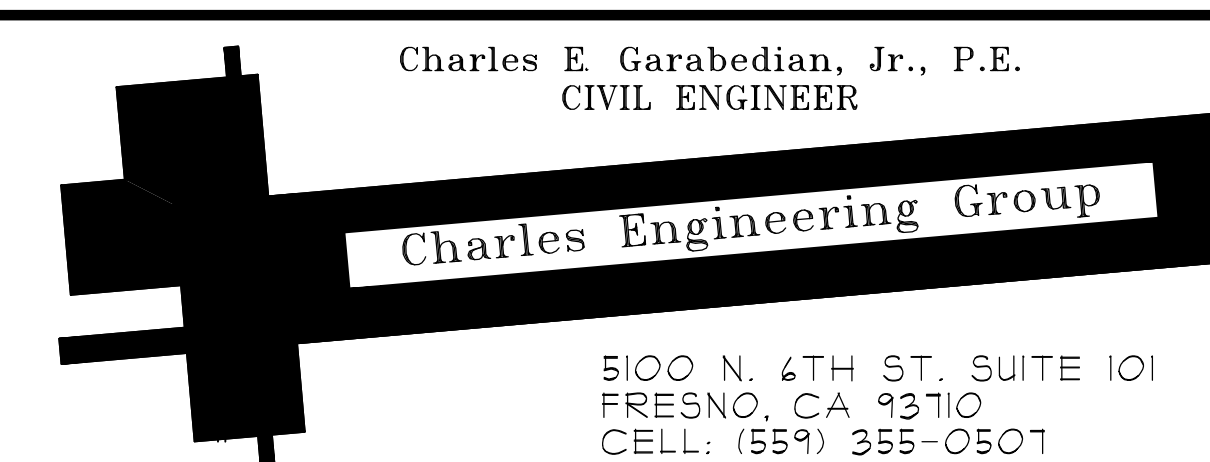 Charles E. Garabedian, Jr., P.E.
CIVIL ENGINEER
Charles Engineering Group
5100 N. 6TH ST. SUITE 101
FRESNO, CA 93710
CELL: (559) 355-0507